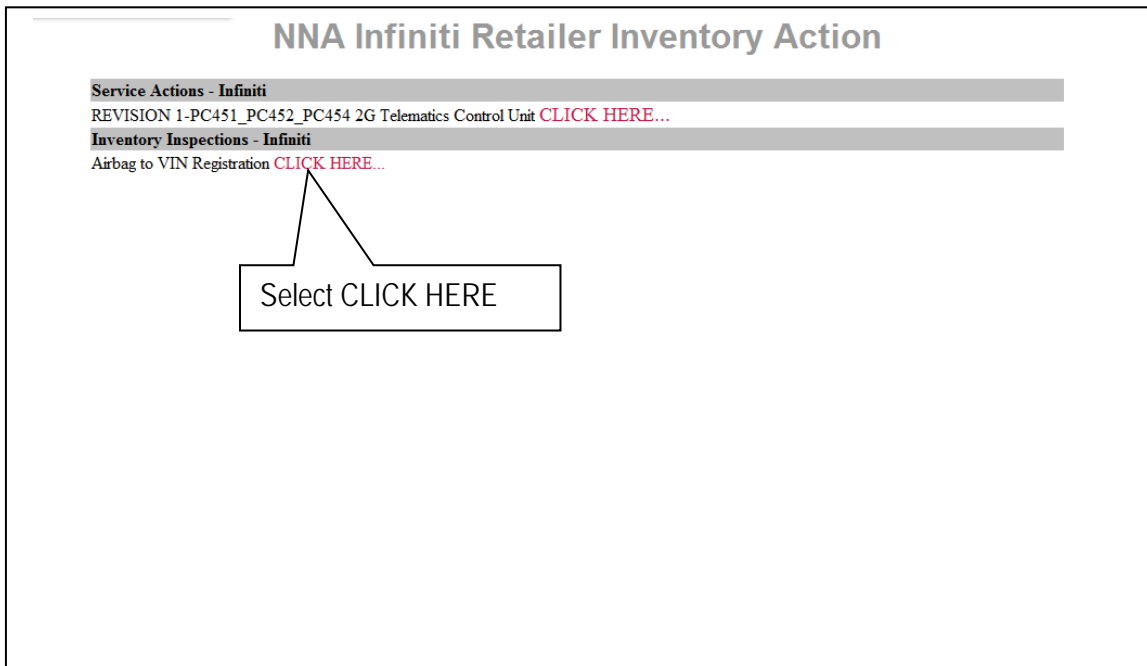 NNA Infiniti Retailer Inventory Action
Service Actions - Infiniti
REVISION 1-PC451_PC452_PC454 2G Telematics Control Unit CLICK HERE...
Inventory Inspections - Infiniti
Airbag to VIN Registration CLICK HERE...
Select CLICK HERE